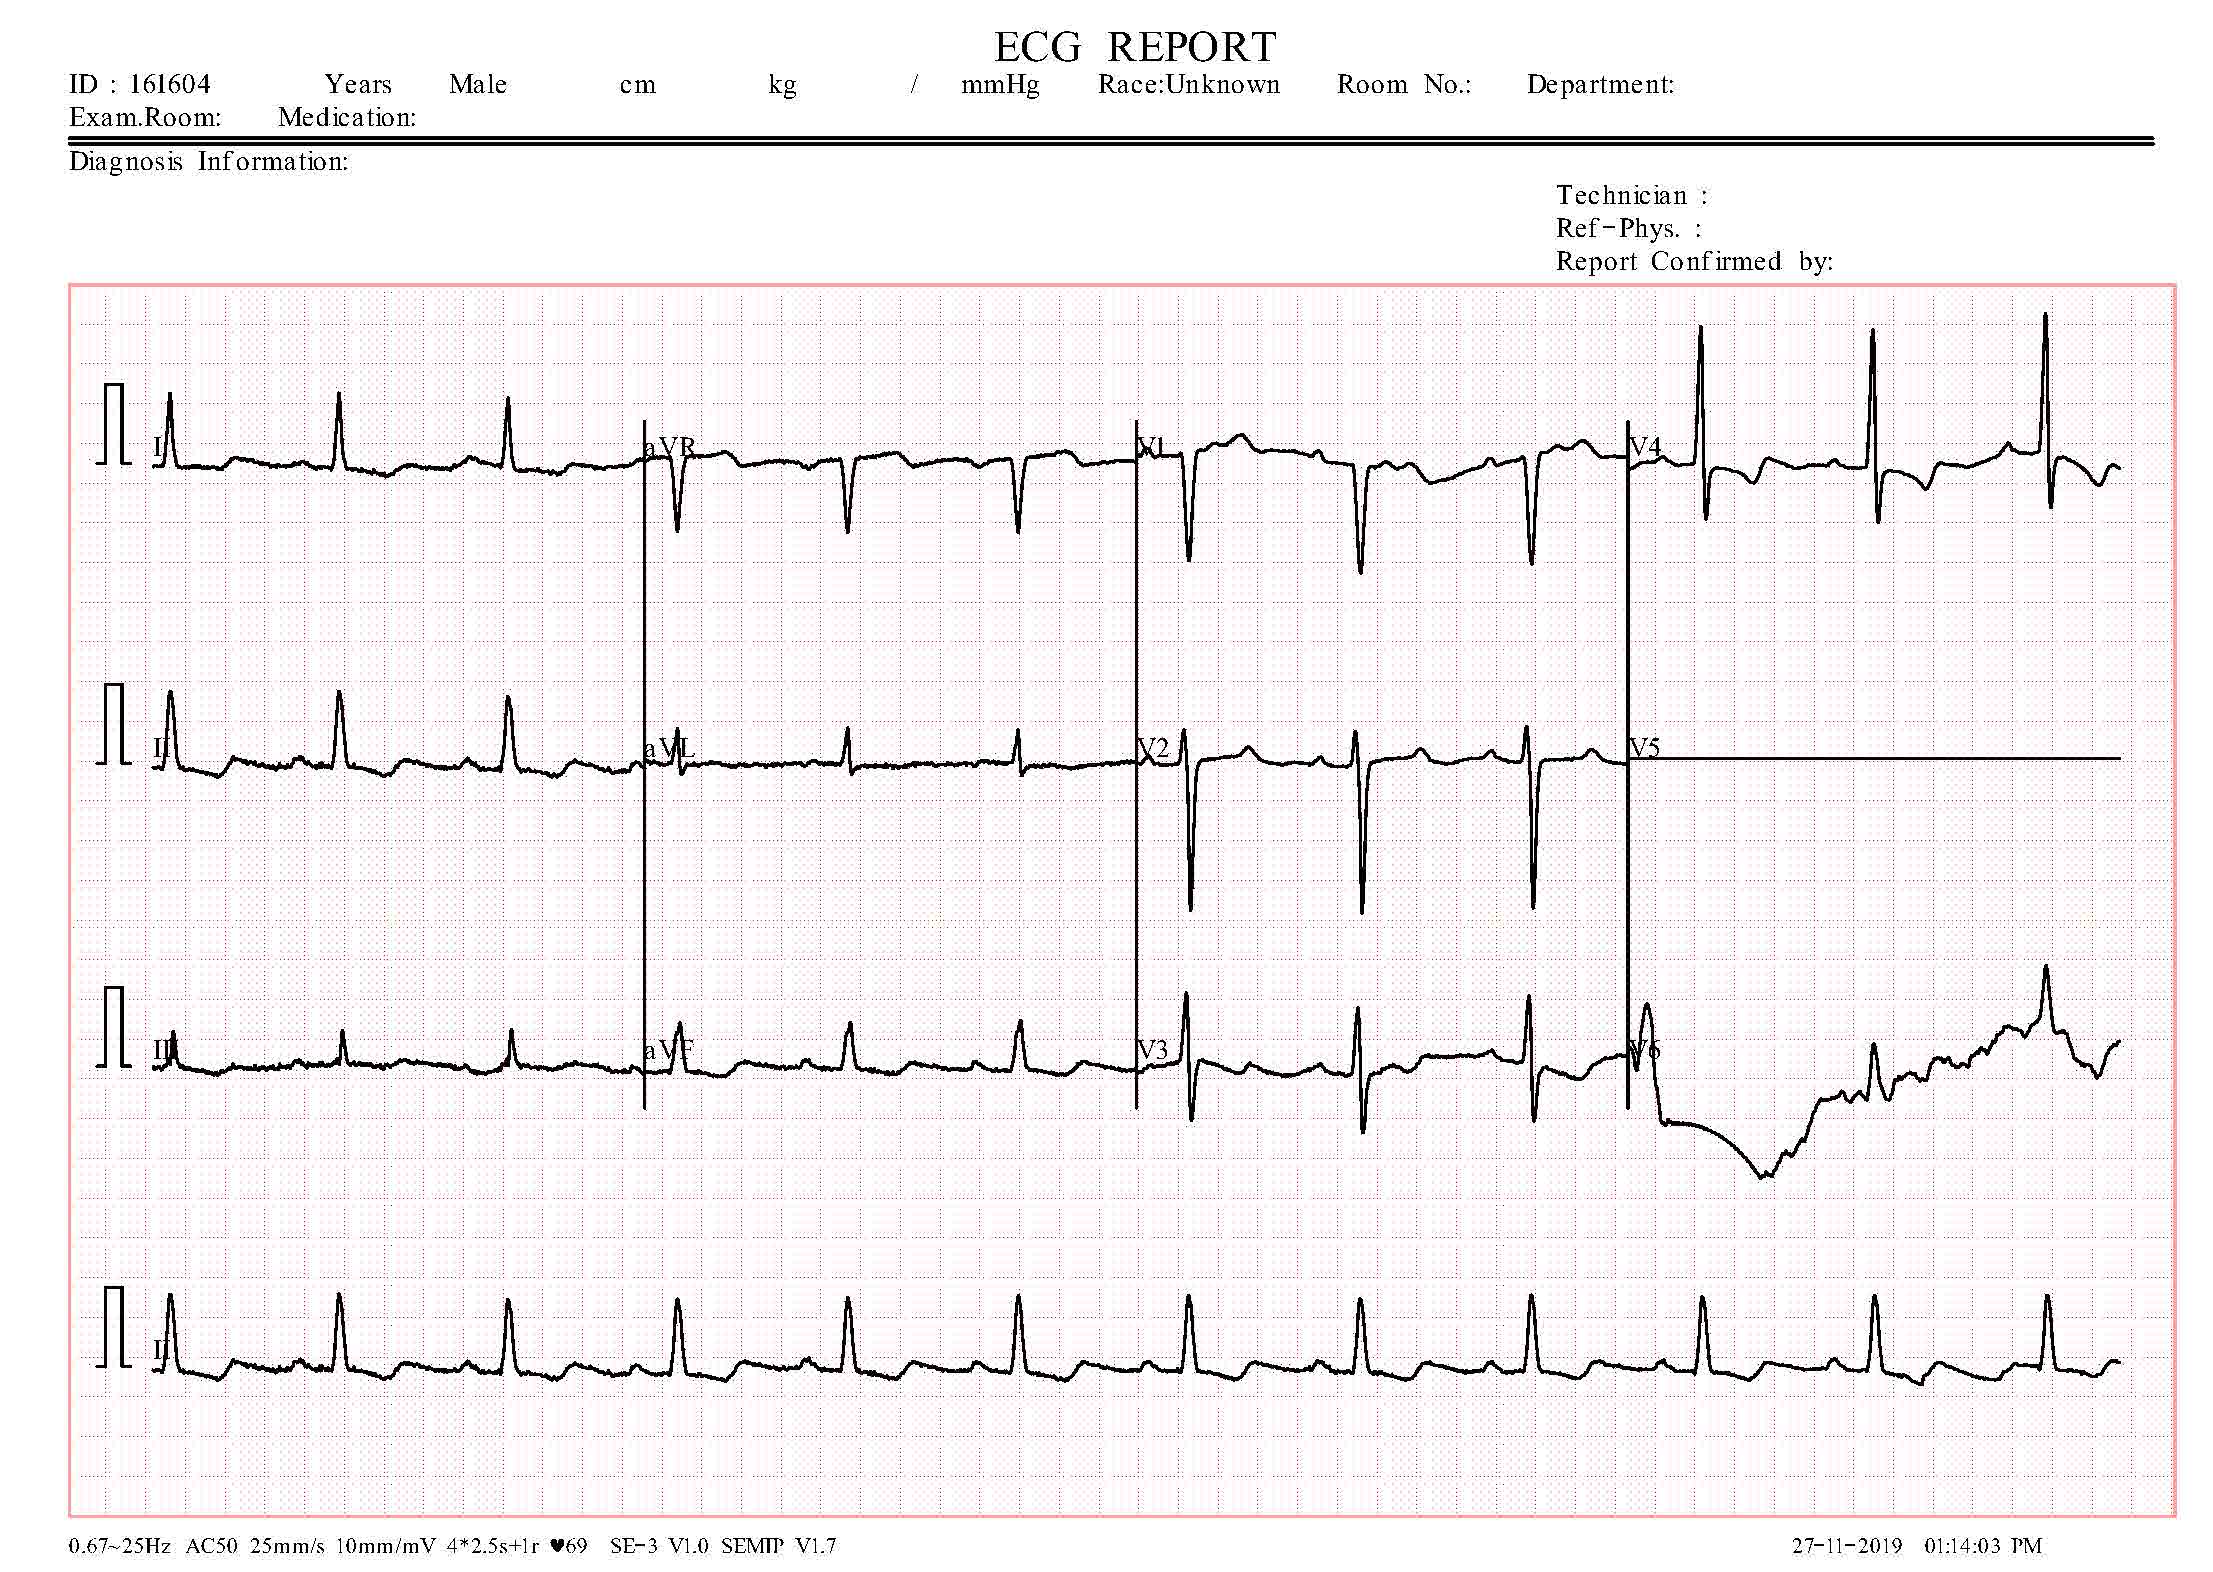 ECG REPORT
ID : 161604 Years Male cm kg / mmHg Race:Unknown Room No.: Department:
Exam.Room: Medication:
Diagnosis Information:
Technician :
Ref-Phys. :
Report Confirmed by:
I aVR V1 V4
II aVL V2 V5
III aVF V3 V6
II
0.67~25Hz AC50 25mm/s 10mm/mV 4*2.5s+1r ♥69 SE-3 V1.0 SEMIP V1.7 27-11-2019 01:14:03 PM